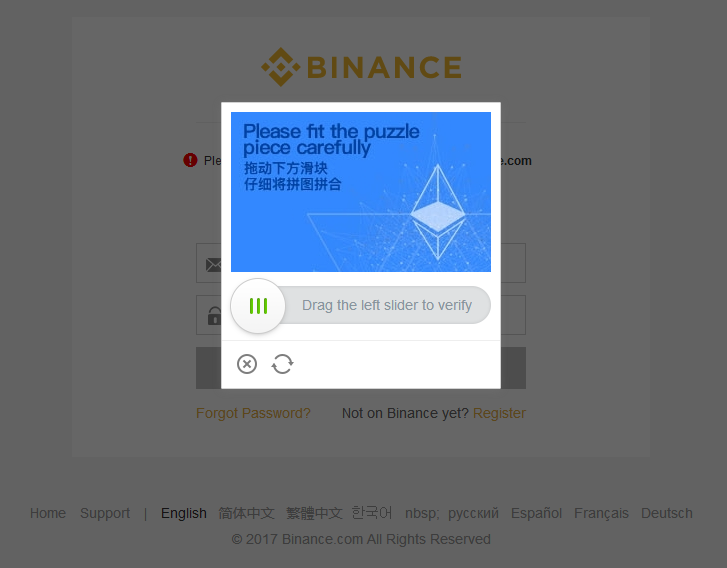 BINANCE
Please fit the puzzle
piece carefully
拖动下方滑块
仔细将拼图拼合
e.com
Drag the left slider to verify
Forgot Password?
Not on Binance yet? Register
Home Support | English 简体中文 繁體中文 한국어 nbsp; русский Español Français Deutsch
© 2017 Binance.com All Rights Reserved